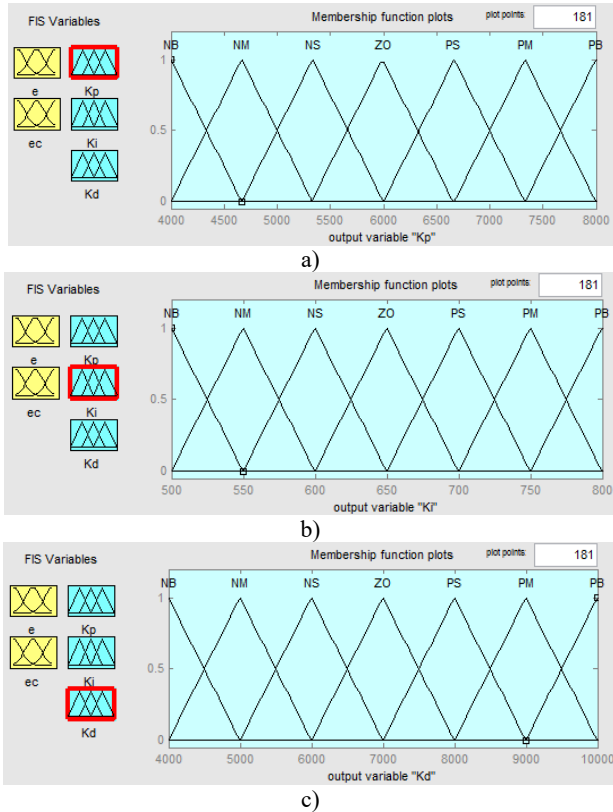 FIS Variables
Membership function plots
plot points:
181
NB NM NS ZO PS PM PB
1
0.5
0
e
Kp
ec
Ki
Kd
4000 4500 5000 5500 6000 6500 7000 7500 8000
output variable "Kp"
a)
FIS Variables
Membership function plots
plot points:
181
NB NM NS ZO PS PM PB
1
0.5
0
e
Kp
ec
Ki
Kd
500 550 600 650 700 750 800
output variable "Ki"
b)
FIS Variables
Membership function plots
plot points:
181
NB NM NS ZO PS PM PB
1
0.5
0
e
Kp
ec
Ki
Kd
4000 5000 6000 7000 8000 9000 10000
output variable "Kd"
c)